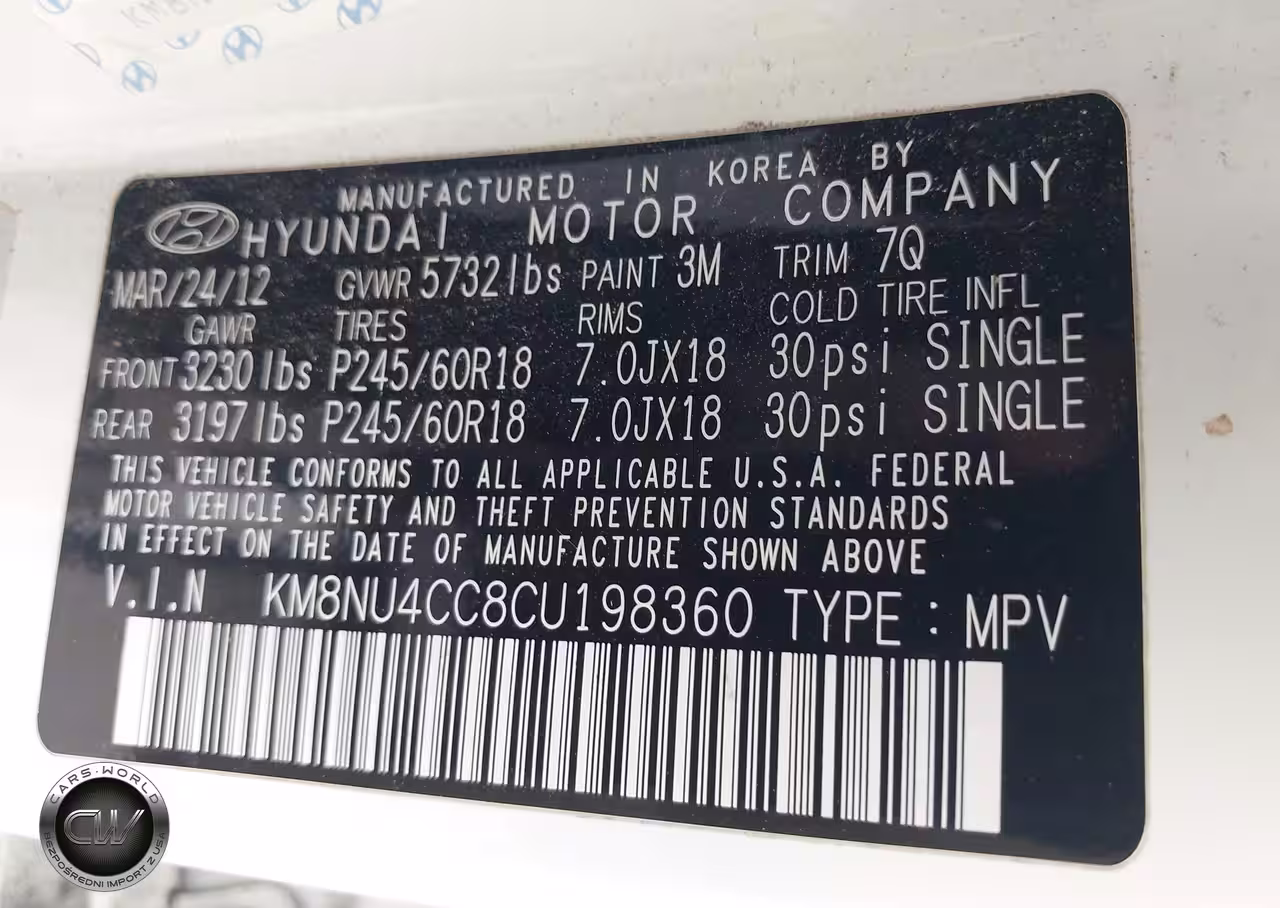 MANUFACTURED IN KOREA BY
HYUNDAI MOTOR COMPANY
MAR/24/12 GVWR 5732lbs PAINT 3M TRIM 7Q
GAWR TIRES RIMS COLD TIRE INFL
FRONT 3230lbs P245/60R18 7.0JX18 30psi SINGLE
REAR 3197lbs P245/60R18 7.0JX18 30psi SINGLE
THIS VEHICLE CONFORMS TO ALL APPLICABLE U.S.A. FEDERAL
MOTOR VEHICLE SAFETY AND THEFT PREVENTION STANDARDS
IN EFFECT ON THE DATE OF MANUFACTURE SHOWN ABOVE
V.I.N KM8NU4CC8CU198360 TYPE : MPV
CARS·WORLD
CW
BEZPOŚREDNI IMPORT Z USA